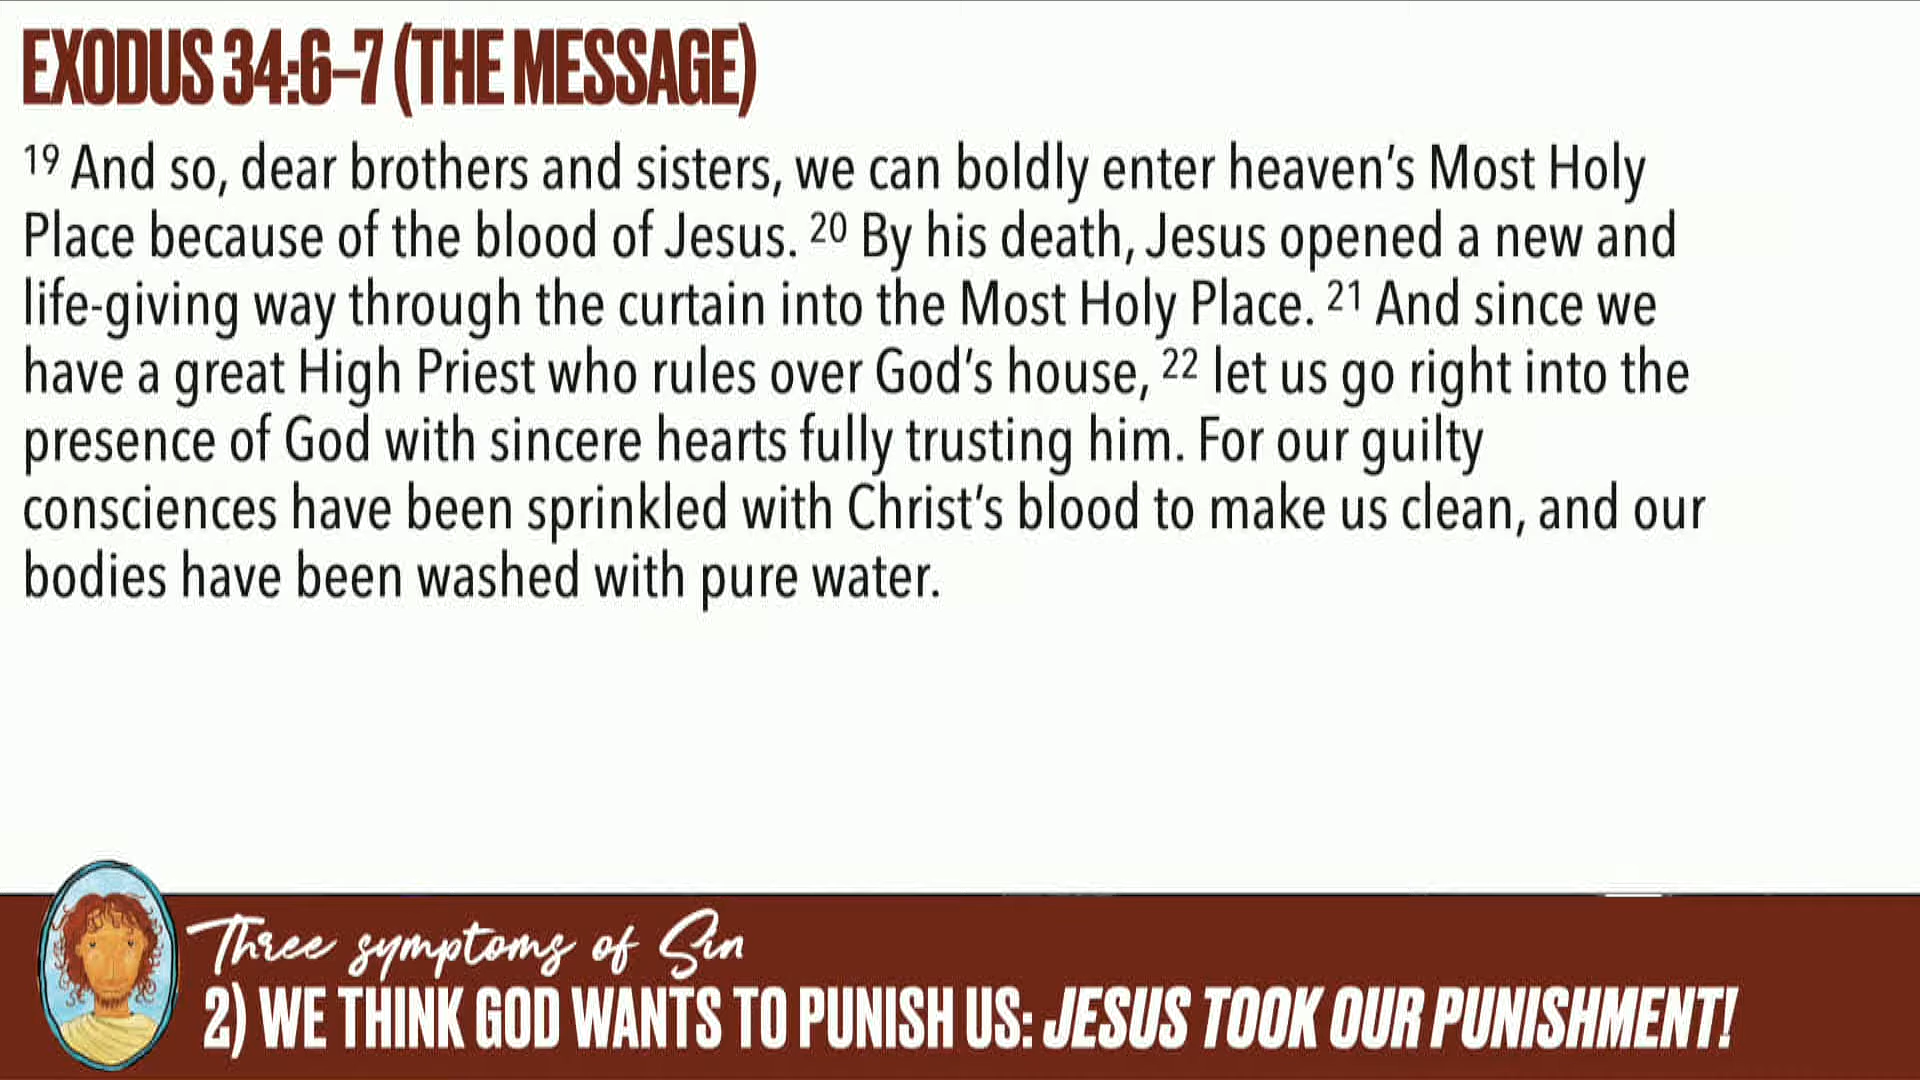 EXODUS 34:6–7 (THE MESSAGE)
19 And so, dear brothers and sisters, we can boldly enter heaven’s Most Holy
Place because of the blood of Jesus. 20 By his death, Jesus opened a new and
life-giving way through the curtain into the Most Holy Place. 21 And since we
have a great High Priest who rules over God’s house, 22 let us go right into the
presence of God with sincere hearts fully trusting him. For our guilty
consciences have been sprinkled with Christ’s blood to make us clean, and our
bodies have been washed with pure water.
Three symptoms of Sin
2) WE THINK GOD WANTS TO PUNISH US: JESUS TOOK OUR PUNISHMENT!